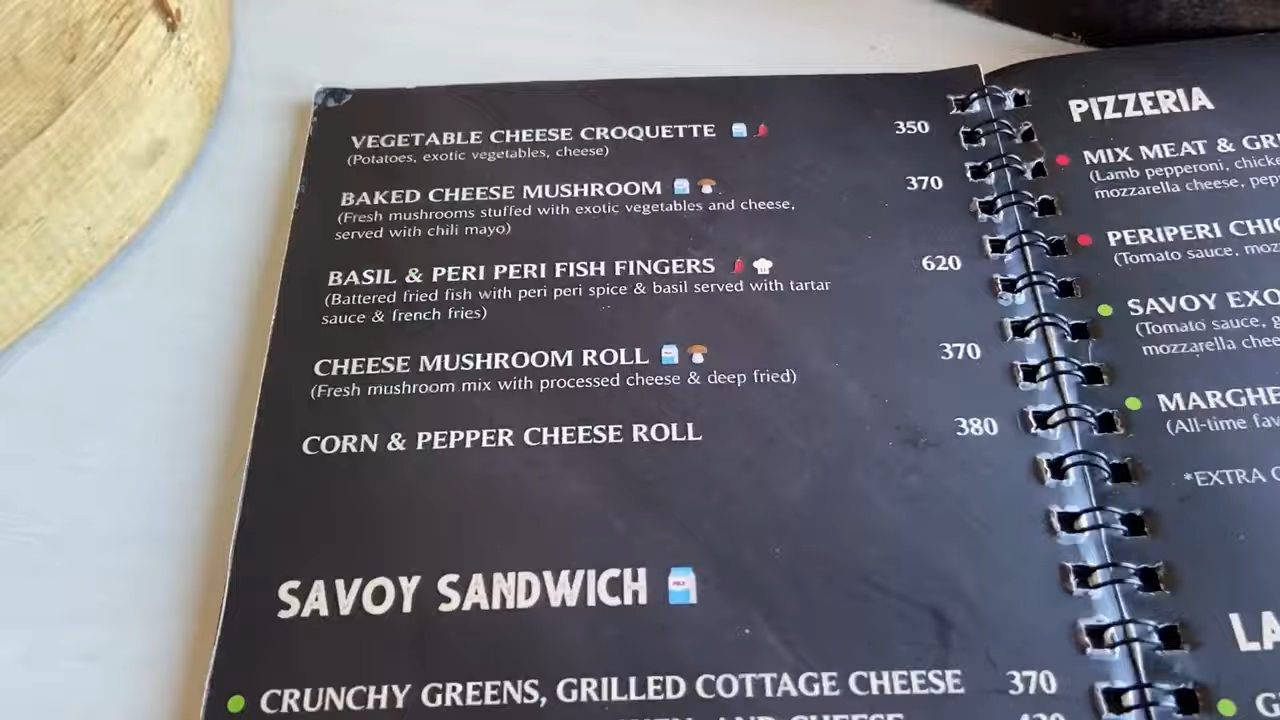 VEGETABLE CHEESE CROQUETTE 350
(Potatoes, exotic vegetables, cheese)
BAKED CHEESE MUSHROOM 370
(Fresh mushrooms stuffed with exotic vegetables and cheese,
served with chili mayo)
BASIL & PERI PERI FISH FINGERS 620
(Battered fried fish with peri peri spice & basil served with tartar
sauce & french fries)
CHEESE MUSHROOM ROLL 370
(Fresh mushroom mix with processed cheese & deep fried)
CORN & PEPPER CHEESE ROLL 380
SAVOY SANDWICH
CRUNCHY GREENS, GRILLED COTTAGE CHEESE 370
AND CHEESE
PIZZERIA
MIX MEAT &
(Lamb pepperoni,
mozzarella cheese,
PERIPERI
(Tomato sauce,
SAVOY
(Tomato sauce,
mozzarella
(All-time
*EXTRA